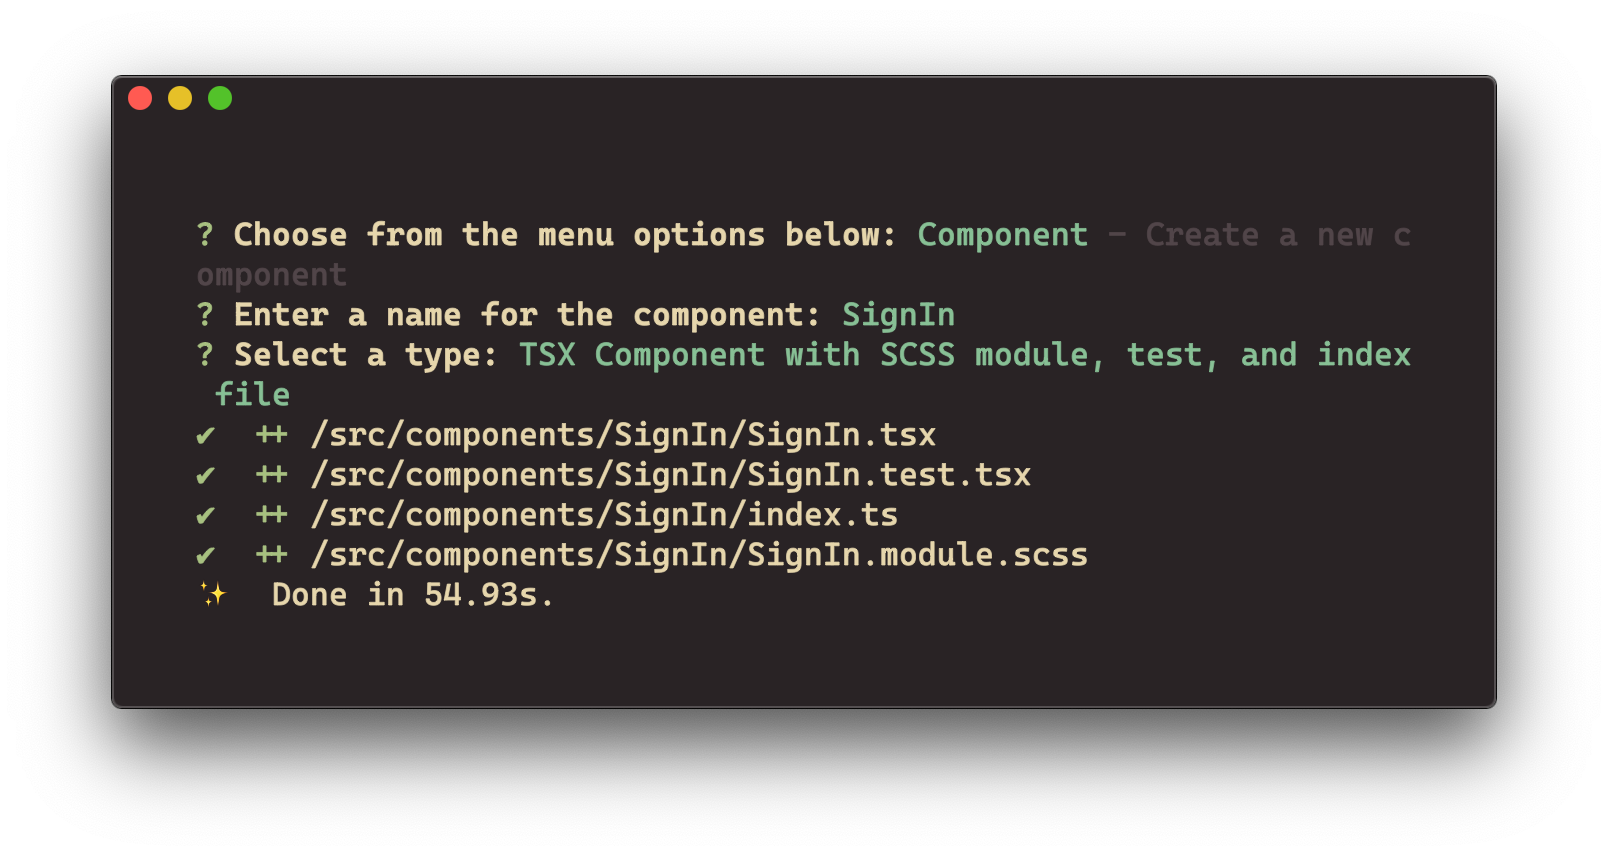 ? Choose from the menu options below: Component - Create a new c
omponent
? Enter a name for the component: SignIn
? Select a type: TSX Component with SCSS module, test, and index
 file
✔  ++ /src/components/SignIn/SignIn.tsx
✔  ++ /src/components/SignIn/SignIn.test.tsx
✔  ++ /src/components/SignIn/index.ts
✔  ++ /src/components/SignIn/SignIn.module.scss
✨  Done in 54.93s.